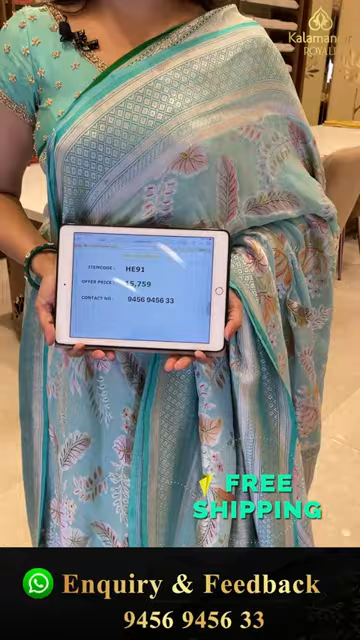 Kalamandir
ROYALE
ITEMCODE : HE91
OFFER PRICE : 15,759
CONTACT NO : 9456 9456 33
FREE
SHIPPING
Enquiry & Feedback
9456 9456 33